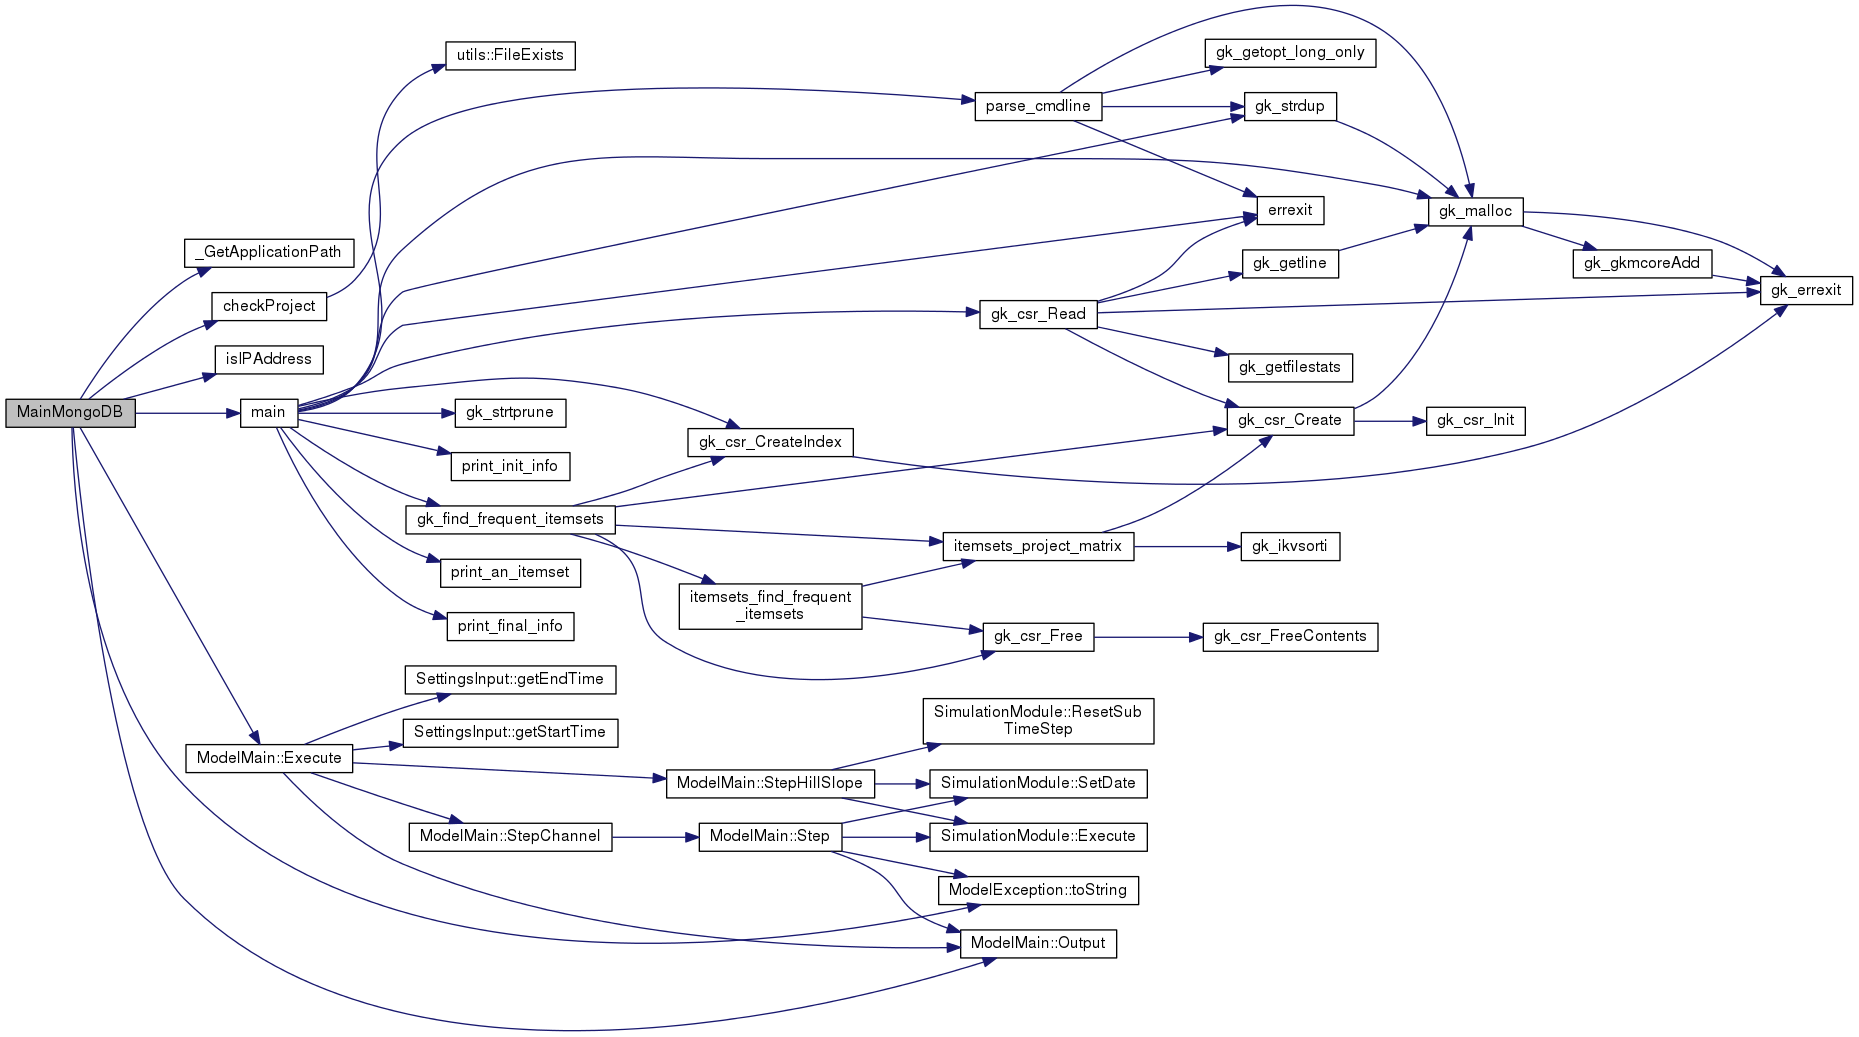 MainMongoDB
_GetApplicationPath
checkProject
isIPAddress
main
ModelMain::Execute
utils::FileExists
gk_strtprune
print_init_info
gk_find_frequent_itemsets
print_an_itemset
print_final_info
SettingsInput::getEndTime
SettingsInput::getStartTime
ModelMain::StepChannel
gk_csr_CreateIndex
itemsets_find_frequent
_itemsets
ModelMain::StepHillSlope
ModelMain::Step
parse_cmdline
gk_csr_Read
itemsets_project_matrix
gk_csr_Free
SimulationModule::ResetSub
TimeStep
SimulationModule::SetDate
SimulationModule::Execute
ModelException::toString
ModelMain::Output
gk_getopt_long_only
gk_strdup
errexit
gk_getline
gk_getfilestats
gk_csr_Create
gk_ikvsorti
gk_csr_FreeContents
gk_malloc
gk_csr_Init
gk_gkmcoreAdd
gk_errexit